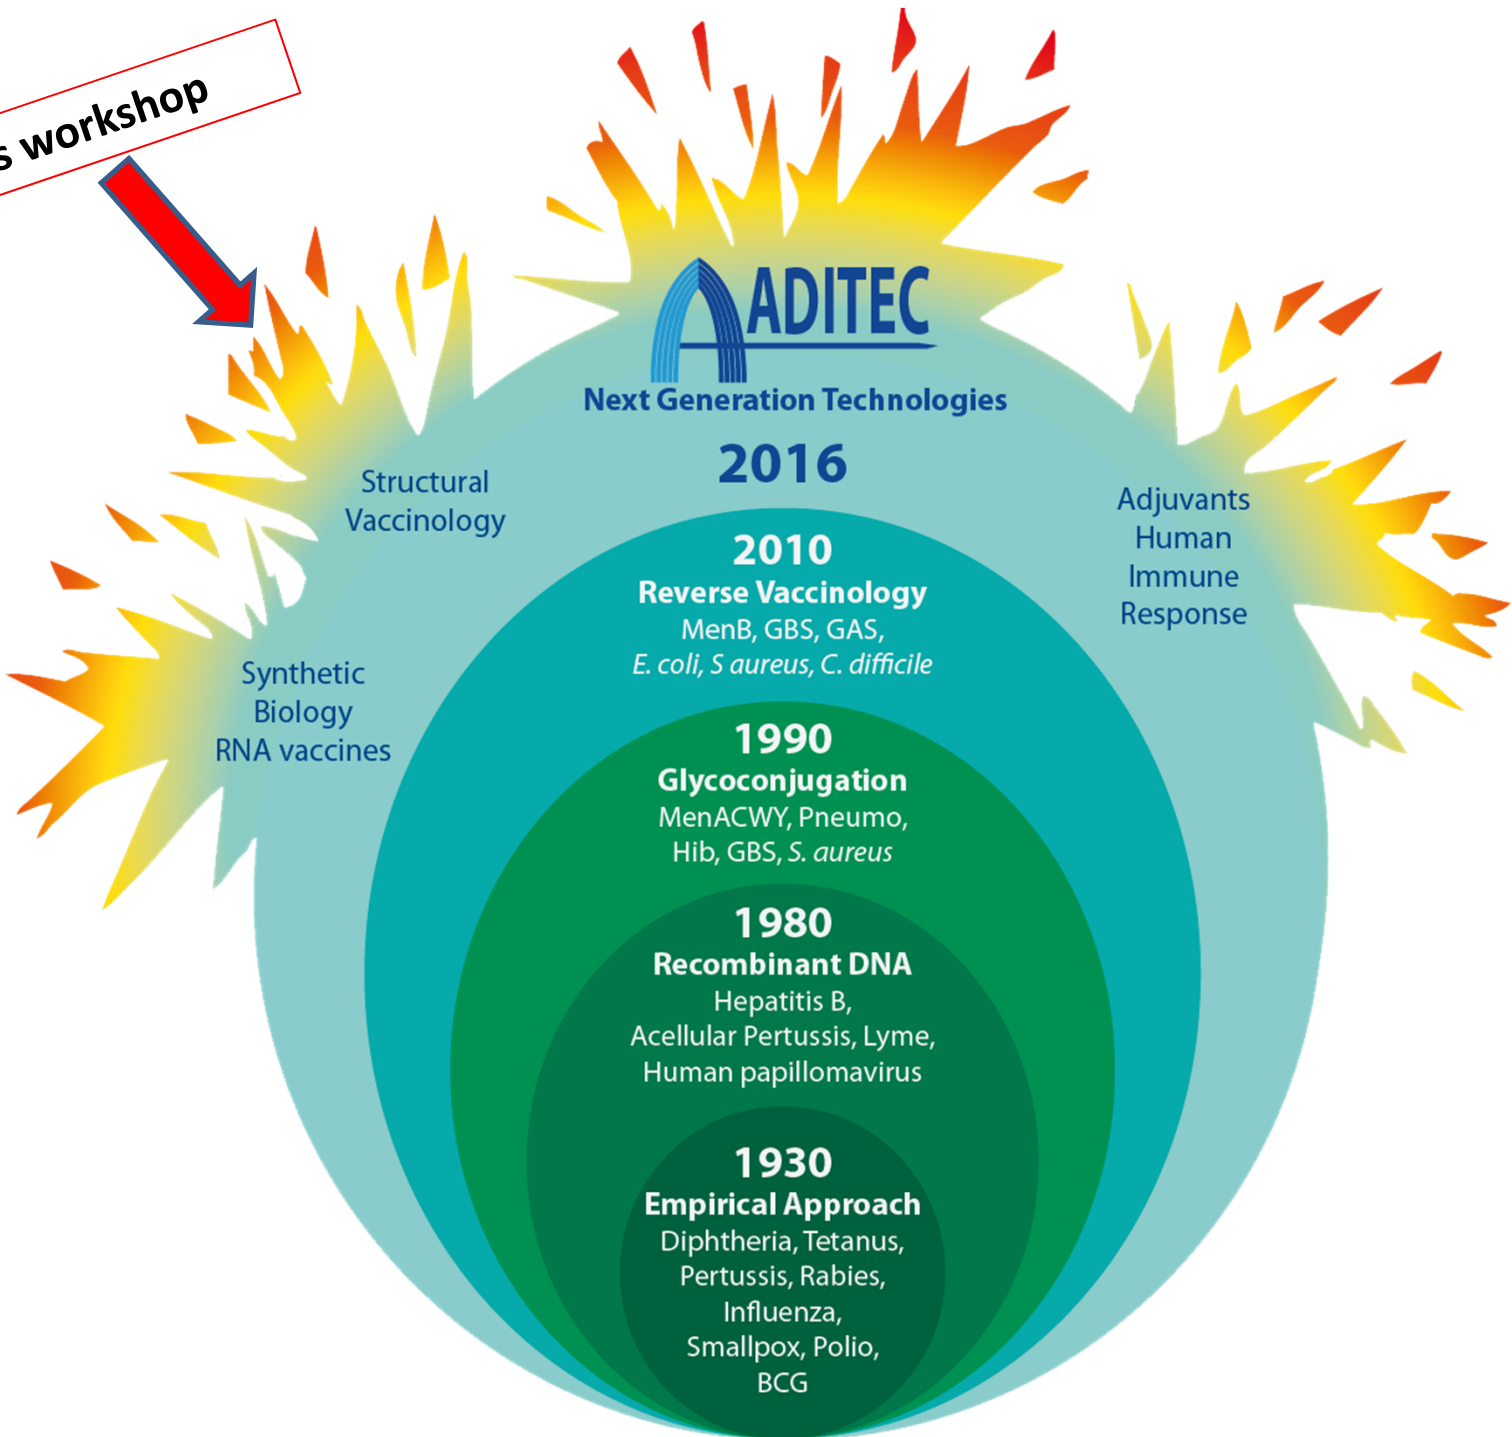 workshop
ADITEC
Next Generation Technologies
2016
Structural
Vaccinology
Adjuvants
Human
Immune
Response
Synthetic
Biology
RNA vaccines
2010
Reverse Vaccinology
MenB, GBS, GAS,
E. coli, S aureus, C. difficile
1990
Glycoconjugation
MenACWY, Pneumo,
Hib, GBS, S. aureus
1980
Recombinant DNA
Hepatitis B,
Acellular Pertussis, Lyme,
Human papillomavirus
1930
Empirical Approach
Diphtheria, Tetanus,
Pertussis, Rabies,
Influenza,
Smallpox, Polio,
BCG